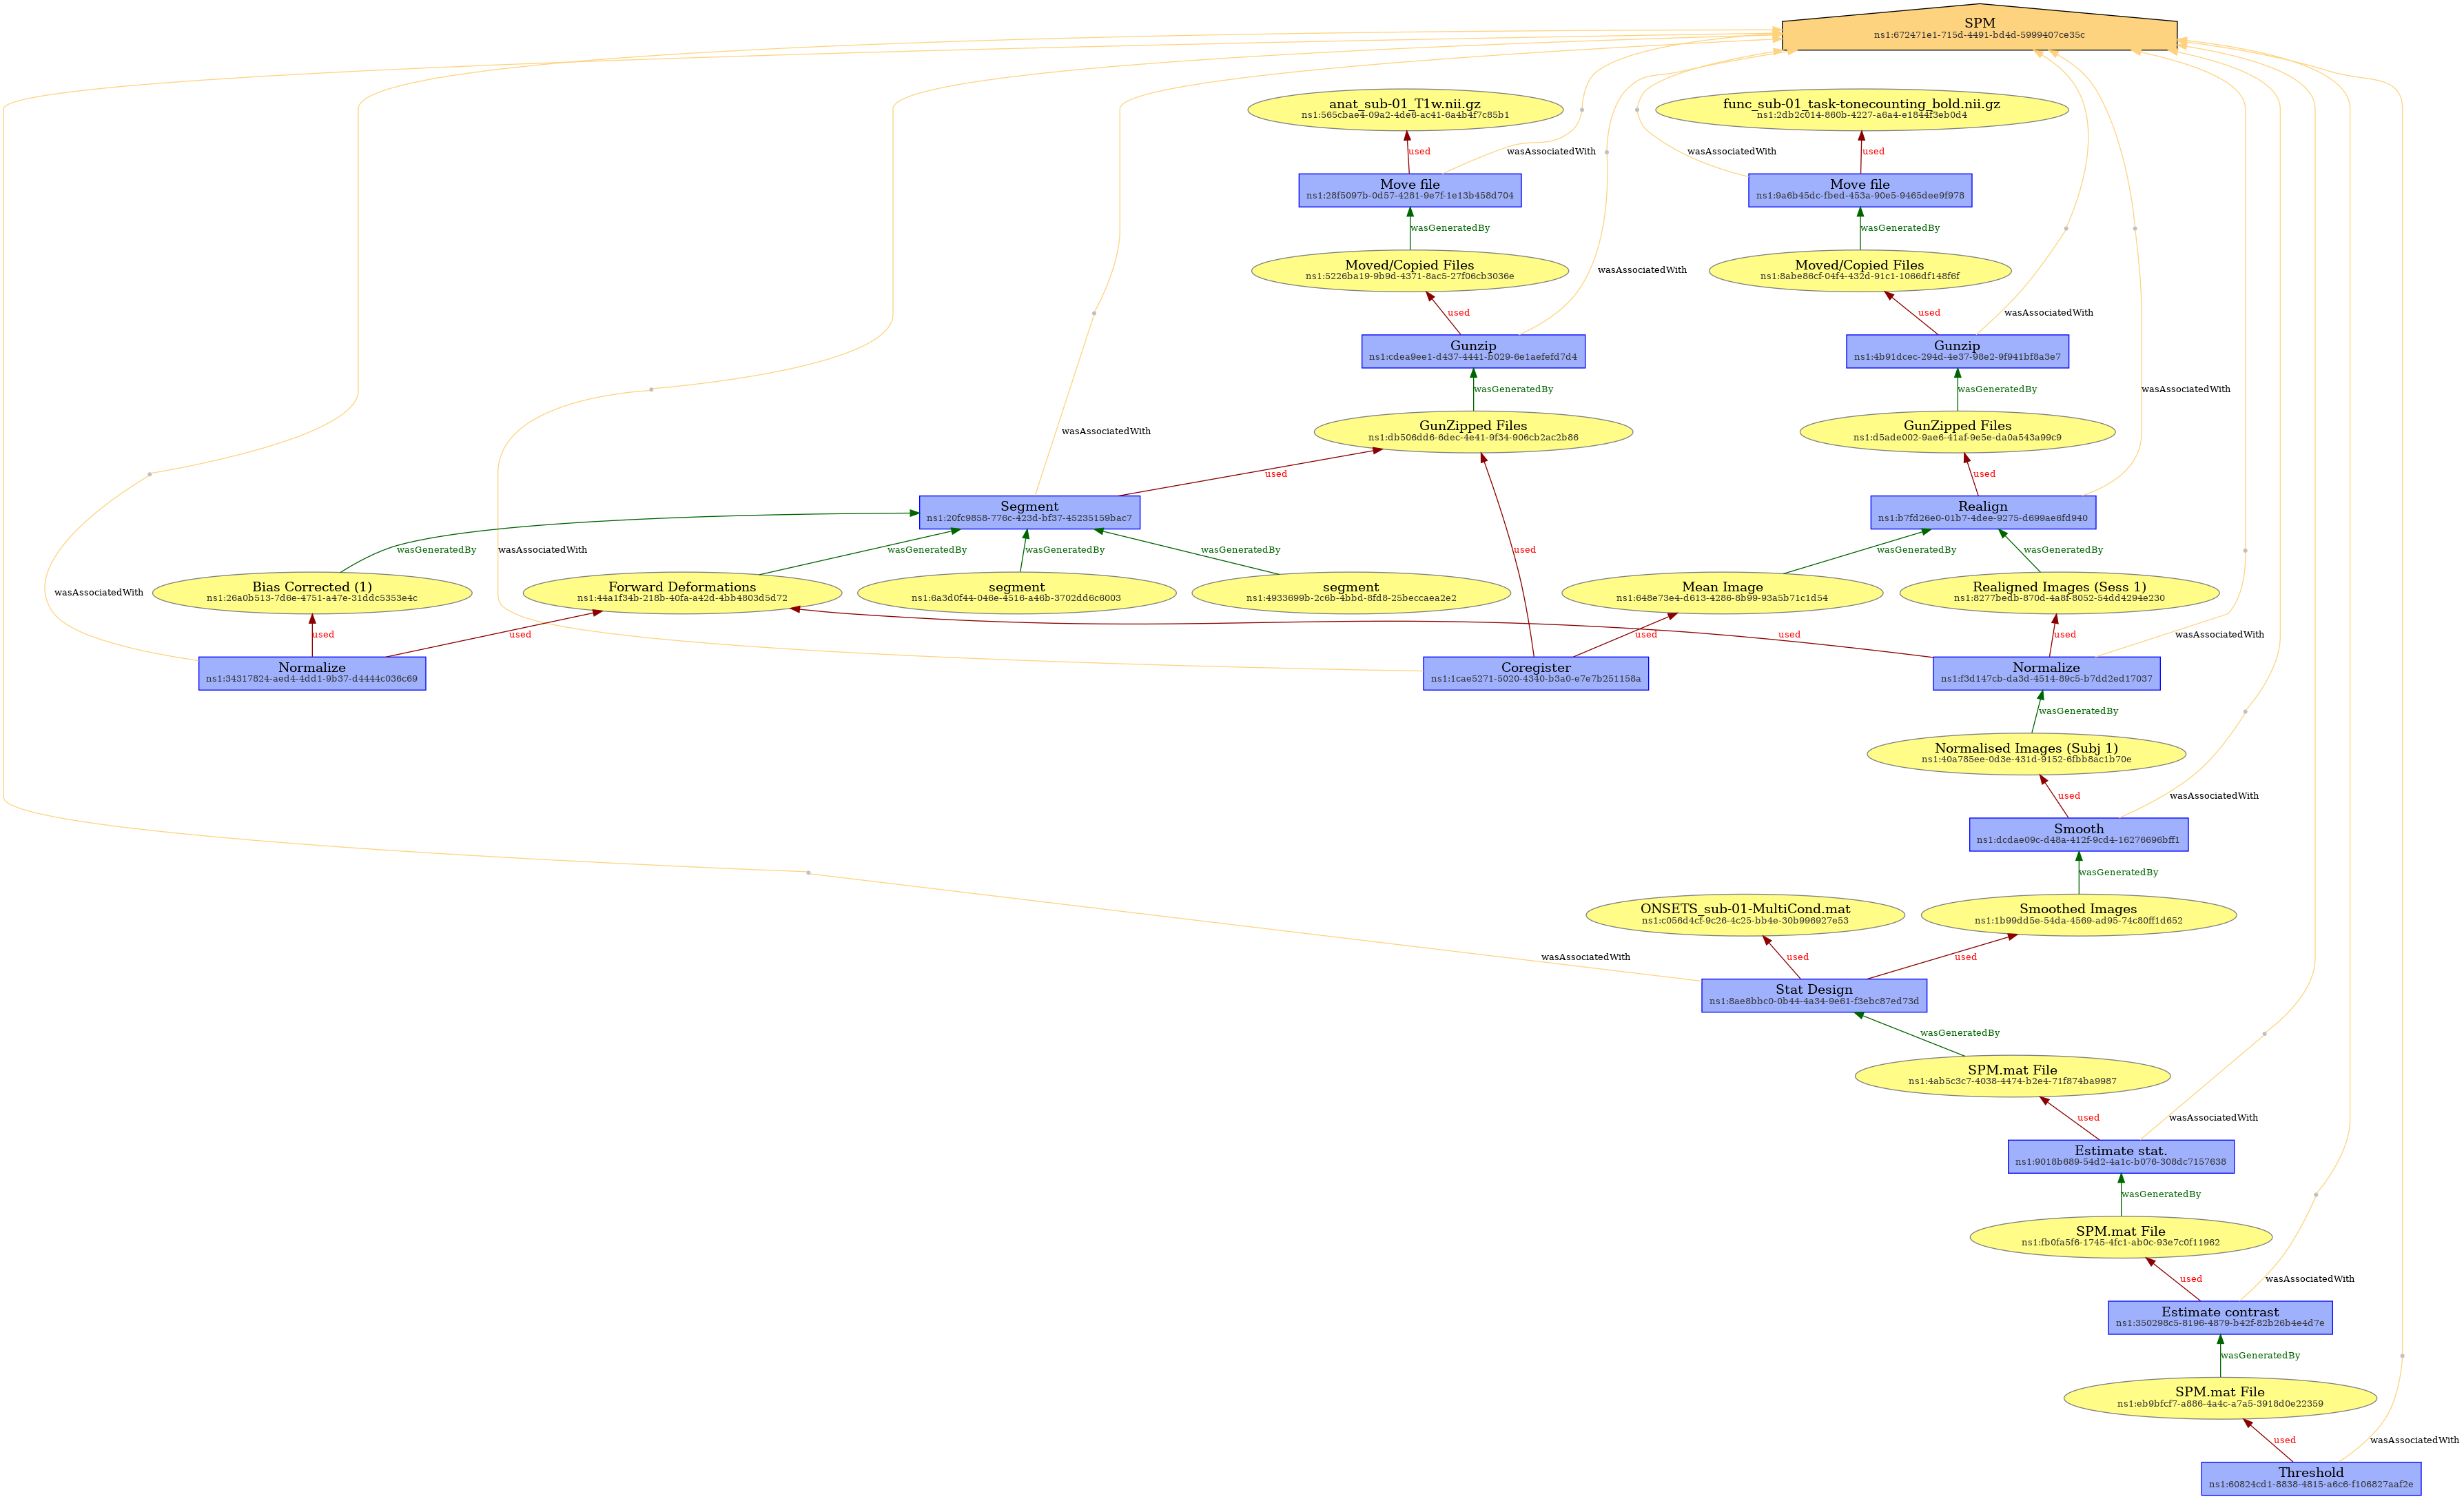 SPM
ns1:672471e1-715d-4491-bd4d-5999407ce35c
anat_sub-01_T1w.nii.gz
ns1:565cbae4-09a2-4de6-ac41-6a4b4f7c85b1
func_sub-01_task-tonecounting_bold.nii.gz
ns1:2db2c014-860b-4227-a6a4-e1844f3eb0d4
used
wasAssociatedWith
wasAssociatedWith
used
Move file
ns1:28f5097b-0d57-4281-9e7f-1e13b458d704
Move file
ns1:9a6b45dc-fbed-453a-90e5-9465dee9f978
wasGeneratedBy
wasGeneratedBy
Moved/Copied Files
ns1:5226ba19-9b9d-4371-8ac5-27f06cb3036e
Moved/Copied Files
ns1:8abe86cf-04f4-432d-91c1-1066df148f6f
wasAssociatedWith
used
used
wasAssociatedWith
Gunzip
ns1:cdea9ee1-d437-4441-b029-6e1aefefd7d4
Gunzip
ns1:4b91dcec-294d-4e37-98e2-9f941bf8a3e7
wasGeneratedBy
wasGeneratedBy
wasAssociatedWith
GunZipped Files
ns1:db506dd6-6dec-4e41-9f34-906cb2ac2b86
GunZipped Files
ns1:d5ade002-9ae6-41af-9e5e-da0a543a99c9
wasAssociatedWith
used
used
Segment
ns1:20fc9858-776c-423d-bf37-45235159bac7
Realign
ns1:b7fd26e0-01b7-4dee-9275-d699ae6fd940
wasGeneratedBy
wasAssociatedWith
wasGeneratedBy
wasGeneratedBy
wasGeneratedBy
used
wasGeneratedBy
wasGeneratedBy
wasAssociatedWith
Bias Corrected (1)
ns1:26a0b513-7d6e-4751-a47e-31ddc5353e4c
Forward Deformations
ns1:44a1f34b-218b-40fa-a42d-4bb4803d5d72
segment
ns1:6a3d0f44-046e-4516-a46b-3702dd6c6003
segment
ns1:4933699b-2c6b-4bbd-8fd8-25beccaea2e2
Mean Image
ns1:648e73e4-d613-4286-8b99-93a5b71c1d54
Realigned Images (Sess 1)
ns1:8277bedb-870d-4a8f-8052-54dd4294e230
used
used
used
used
used
wasAssociatedWith
Normalize
ns1:34317824-aed4-4dd1-9b37-d4444c036c69
Coregister
ns1:1cae5271-5020-4340-b3a0-e7e7b251158a
Normalize
ns1:f3d147cb-da3d-4514-89c5-b7dd2ed17037
wasGeneratedBy
Normalised Images (Subj 1)
ns1:40a785ee-0d3e-431d-9152-6fbb8ac1b70e
used
wasAssociatedWith
Smooth
ns1:dcdae09c-d48a-412f-9cd4-16276696bff1
wasGeneratedBy
ONSETS_sub-01-MultiCond.mat
ns1:c056d4cf-9c26-4c25-bb4e-30b996927e53
Smoothed Images
ns1:1b99dd5e-54da-4569-ad95-74c80ff1d652
wasAssociatedWith
used
used
Stat Design
ns1:8ae8bbc0-0b44-4a34-9e61-f3ebc87ed73d
wasGeneratedBy
SPM.mat File
ns1:4ab5c3c7-4038-4474-b2e4-71f874ba9987
used
wasAssociatedWith
Estimate stat.
ns1:9018b689-54d2-4a1c-b076-308dc7157638
wasGeneratedBy
SPM.mat File
ns1:fb0fa5f6-1745-4fc1-ab0c-93e7c0f11962
used
wasAssociatedWith
Estimate contrast
ns1:350298c5-8196-4879-b42f-82b26b4e4d7e
wasGeneratedBy
SPM.mat File
ns1:eb9bfcf7-a886-4a4c-a7a5-3918d0e22359
used
wasAssociatedWith
Threshold
ns1:60824cd1-8838-4815-a6c6-f106827aaf2e